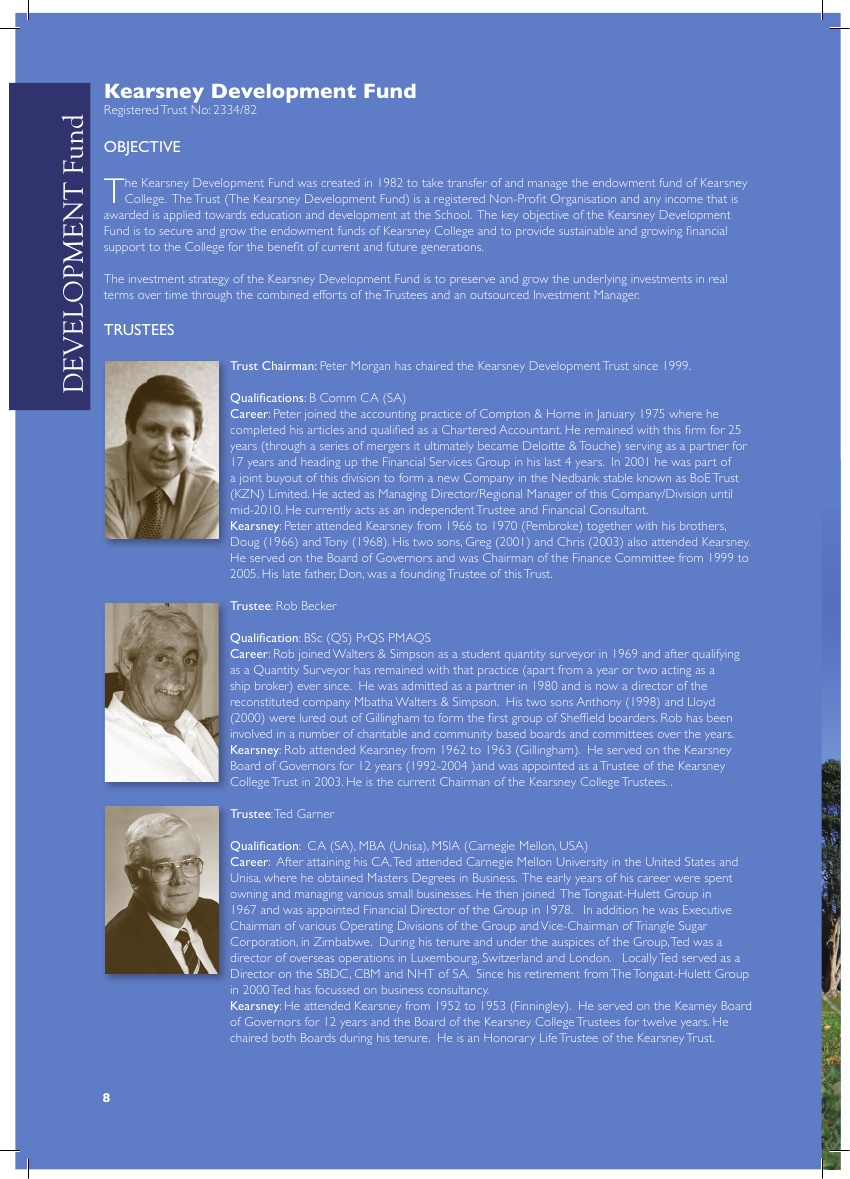 DEVELOPMENT Fund
Kearsney Development Fund
Registered Trust No: 2334/82
OBJECTIVE
The Kearsney Development Fund was created in 1982 to take transfer of and manage the endowment fund of Kearsney
College. The Trust (The Kearsney Development Fund) is a registered Non-Profit Organisation and any income that is
awarded is applied towards education and development at the School. The key objective of the Kearsney Development
Fund is to secure and grow the endowment funds of Kearsney College and to provide sustainable and growing financial
support to the College for the benefit of current and future generations.
The investment strategy of the Kearsney Development Fund is to preserve and grow the underlying investments in real
terms over time through the combined efforts of the Trustees and an outsourced Investment Manager.
TRUSTEES
Trust Chairman: Peter Morgan has chaired the Kearsney Development Trust since 1999.
Qualifications: B Comm CA (SA)
Career: Peter joined the accounting practice of Compton & Horne in January 1975 where he
completed his articles and qualified as a Chartered Accountant. He remained with this firm for 25
years (through a series of mergers it ultimately became Deloitte & Touche) serving as a partner for
17 years and heading up the Financial Services Group in his last 4 years. In 2001 he was part of
a joint buyout of this division to form a new Company in the Nedbank stable known as BoE Trust
(KZN) Limited. He acted as Managing Director/Regional Manager of this Company/Division until
mid-2010. He currently acts as an independent Trustee and Financial Consultant.
Kearsney: Peter attended Kearsney from 1966 to 1970 (Pembroke) together with his brothers,
Doug (1966) and Tony (1968). His two sons, Greg (2001) and Chris (2003) also attended Kearsney.
He served on the Board of Governors and was Chairman of the Finance Committee from 1999 to
2005. His late father, Don, was a founding Trustee of this Trust.
Trustee: Rob Becker
Qualification: BSc (QS) PrQS PMAQS
Career: Rob joined Walters & Simpson as a student quantity surveyor in 1969 and after qualifying
as a Quantity Surveyor has remained with that practice (apart from a year or two acting as a
ship broker) ever since. He was admitted as a partner in 1980 and is now a director of the
reconstituted company Mbatha Walters & Simpson. His two sons Anthony (1998) and Lloyd
(2000) were lured out of Gillingham to form the first group of Sheffield boarders. Rob has been
involved in a number of charitable and community based boards and committees over the years.
Kearsney: Rob attended Kearsney from 1962 to 1963 (Gillingham). He served on the Kearsney
Board of Governors for 12 years (1992-2004 )and was appointed as a Trustee of the Kearsney
College Trust in 2003. He is the current Chairman of the Kearsney College Trustees. .
Trustee: Ted Garner
Qualification: CA (SA), MBA (Unisa), MSIA (Carnegie Mellon, USA)
Career: After attaining his CA, Ted attended Carnegie Mellon University in the United States and
Unisa, where he obtained Masters Degrees in Business. The early years of his career were spent
owning and managing various small businesses. He then joined The Tongaat-Hulett Group in
1967 and was appointed Financial Director of the Group in 1978. In addition he was Executive
Chairman of various Operating Divisions of the Group and Vice-Chairman of Triangle Sugar
Corporation, in Zimbabwe. During his tenure and under the auspices of the Group, Ted was a
director of overseas operations in Luxembourg, Switzerland and London. Locally Ted served as a
Director on the SBDC, CBM and NHT of SA. Since his retirement from The Tongaat-Hulett Group
in 2000 Ted has focussed on business consultancy.
Kearsney: He attended Kearsney from 1952 to 1953 (Finningley). He served on the Kearney Board
of Governors for 12 years and the Board of the Kearsney College Trustees for twelve years. He
chaired both Boards during his tenure. He is an Honorary Life Trustee of the Kearsney Trust.
8